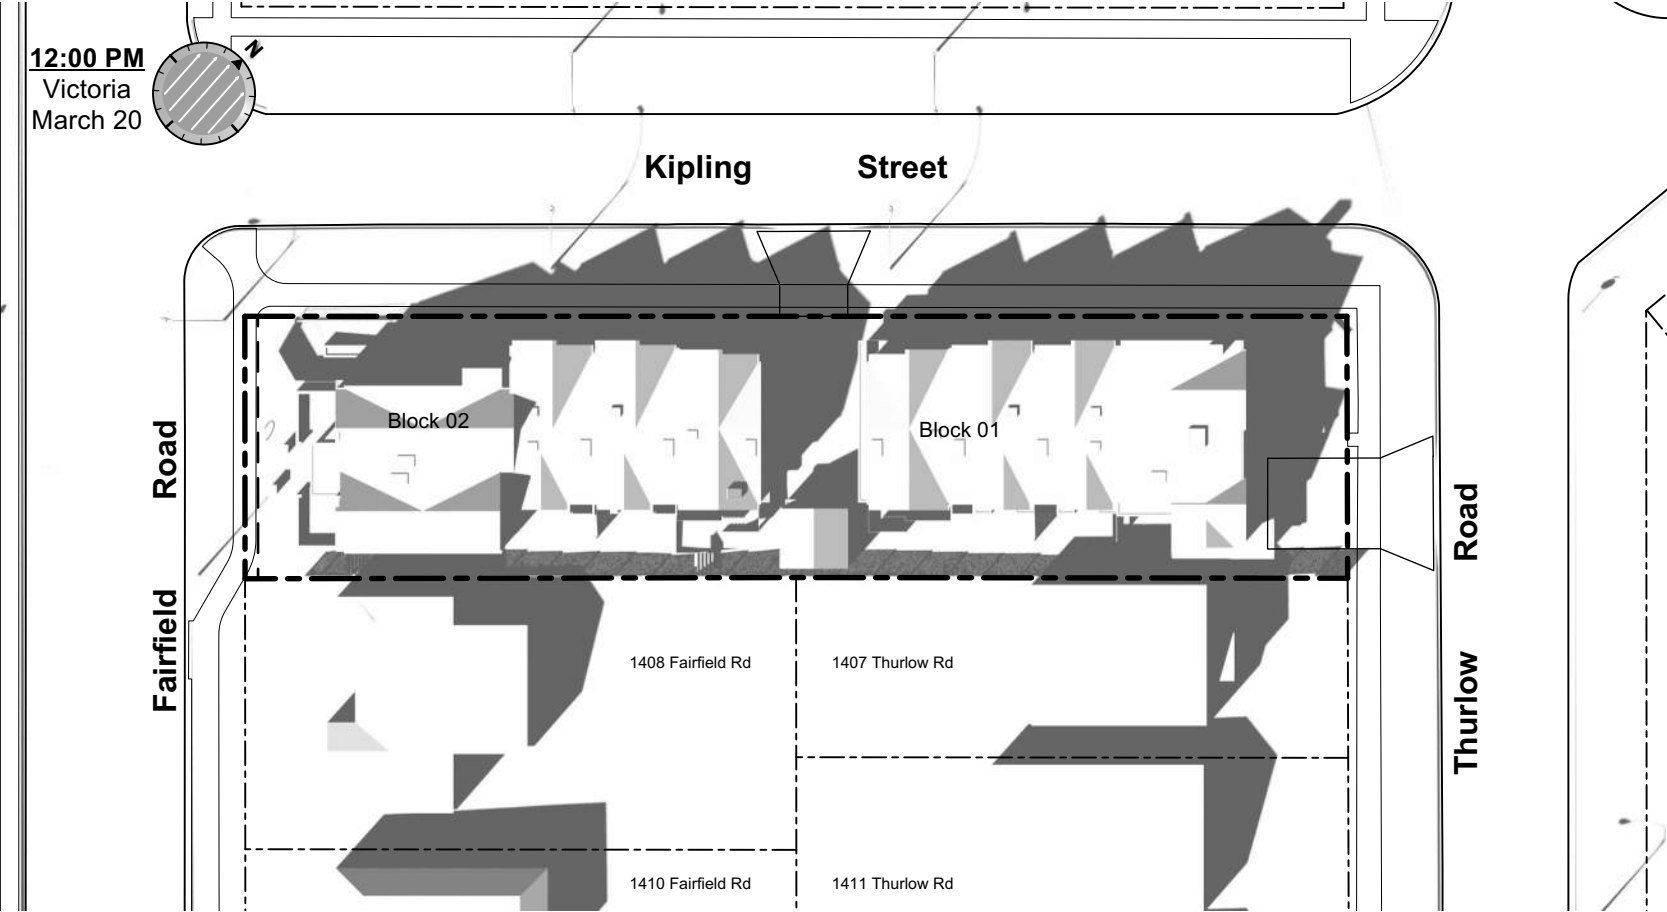 12:00 PM
Victoria
March 20
N
Kipling Street
Block 02
Block 01
Fairfield Road
Thurlow Road
1408 Fairfield Rd
1407 Thurlow Rd
1410 Fairfield Rd
1411 Thurlow Rd